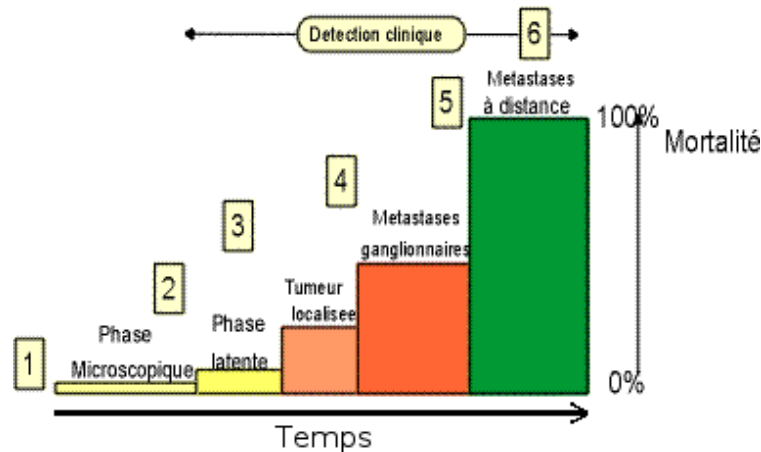 Detection clinique
6
Metastases
à distance
5
100%
Mortalité
4
3
Metastases
ganglionnaires
2
Tumeur
localisee
Phase
latente
Phase
Microscopique
1
0%
Temps